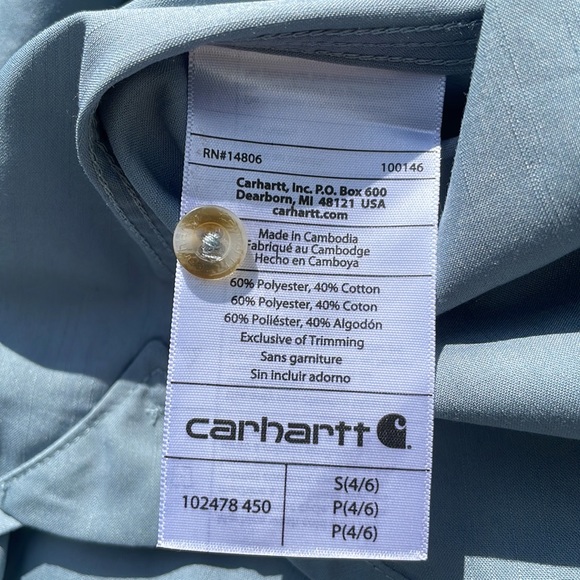 RN#14806 100146
Carhartt, Inc. P.O. Box 600
Dearborn, MI 48121 USA
carhartt.com
Made in Cambodia
Fabriqué au Cambodge
Hecho en Camboya
60% Polyester, 40% Cotton
60% Polyester, 40% Coton
60% Poliéster, 40% Algodón
Exclusive of Trimming
Sans garniture
Sin incluir adorno
carhartt
102478 450
S(4/6)
P(4/6)
P(4/6)